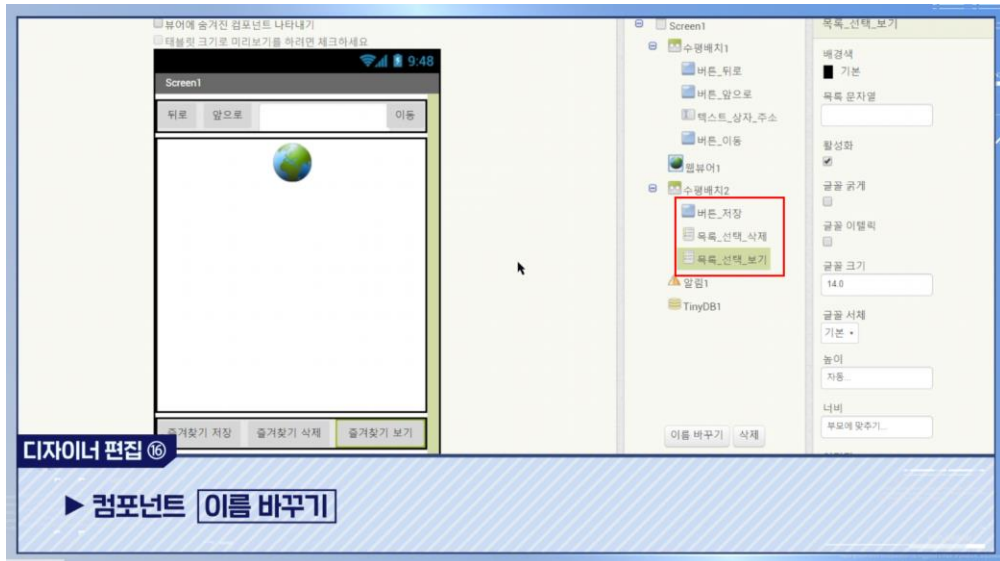 뷰어에 숨겨진 컴포넌트 나타내기
태블릿 크기로 미리보기를 하려면 체크하세요
9:48
Screen1
뒤로 앞으로 이동
즐겨찾기 저장 즐겨찾기 삭제 즐겨찾기 보기
Screen1
수평배치1
버튼_뒤로
버튼_앞으로
텍스트_상자_주소
버튼_이동
웹뷰어1
수평배치2
버튼_저장
목록_선택_삭제
목록_선택_보기
알림1
TinyDB1
이름 바꾸기 삭제
목록_선택_보기
배경색
기본
목록 문자열
활성화
글꼴 굵게
글꼴 이텔릭
글꼴 크기
14.0
글꼴 서체
기본
높이
자동...
너비
부모에 맞추기...
디자이너 편집 ⑯
▶ 컴포넌트 이름 바꾸기